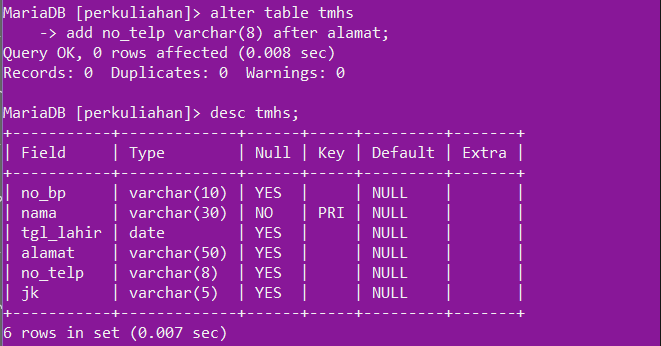 MariaDB [perkuliahan]> alter table tmhs
    -> add no_telp varchar(8) after alamat;
Query OK, 0 rows affected (0.008 sec)
Records: 0  Duplicates: 0  Warnings: 0

MariaDB [perkuliahan]> desc tmhs;
+-----------+-------------+------+-----+---------+-------+
| Field     | Type        | Null | Key | Default | Extra |
+-----------+-------------+------+-----+---------+-------+
| no_bp     | varchar(10) | YES  |     | NULL    |       |
| nama      | varchar(30) | NO   | PRI | NULL    |       |
| tgl_lahir | date        | YES  |     | NULL    |       |
| alamat    | varchar(50) | YES  |     | NULL    |       |
| no_telp   | varchar(8)  | YES  |     | NULL    |       |
| jk        | varchar(5)  | YES  |     | NULL    |       |
+-----------+-------------+------+-----+---------+-------+
6 rows in set (0.007 sec)